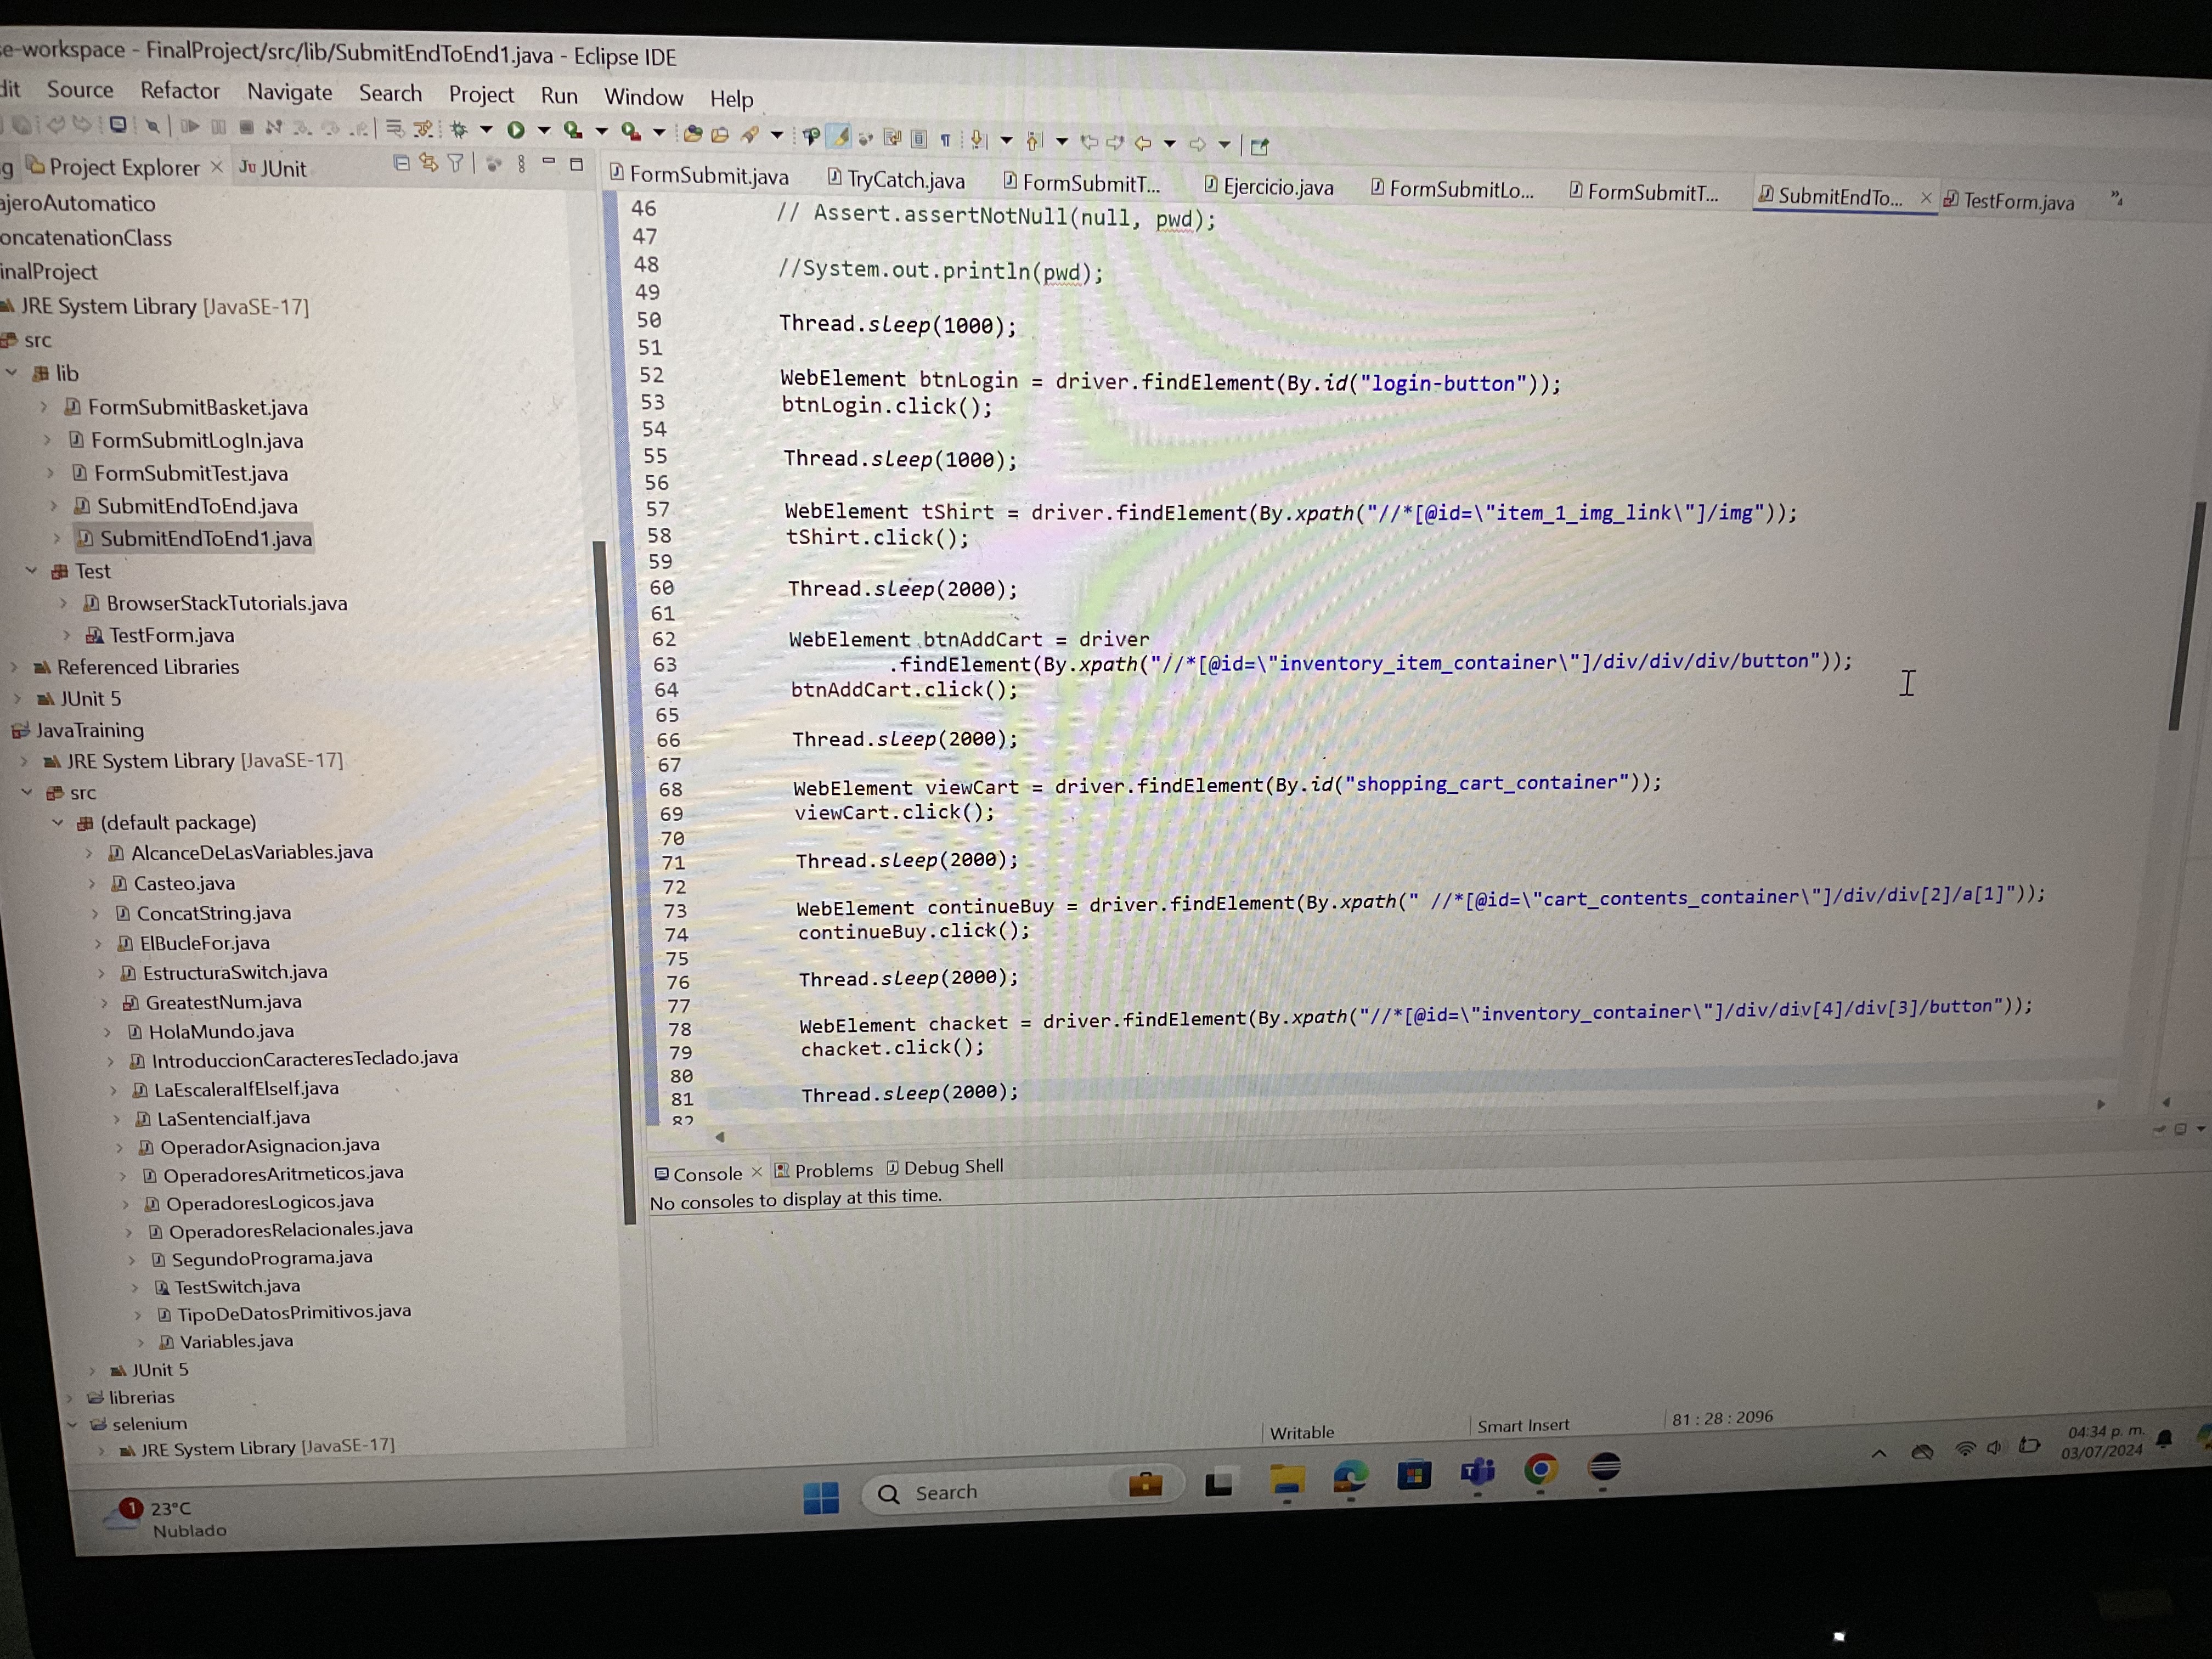 e-workspace - FinalProject/src/lib/SubmitEndToEnd1.java - Eclipse IDE
dit Source Refactor Navigate Search Project Run Window Help
g Project Explorer × Ju JUnit
FormSubmit.java TryCatch.java FormSubmitT... Ejercicio.java FormSubmitLo... FormSubmitT... SubmitEndTo... × TestForm.java »4
ajeroAutomatico
oncatenationClass
inalProject
JRE System Library [JavaSE-17]
src
lib
FormSubmitBasket.java
FormSubmitLogIn.java
FormSubmitTest.java
SubmitEndToEnd.java
SubmitEndToEnd1.java
Test
BrowserStackTutorials.java
TestForm.java
Referenced Libraries
JUnit 5
JavaTraining
JRE System Library [JavaSE-17]
src
(default package)
AlcanceDeLasVariables.java
Casteo.java
ConcatString.java
ElBucleFor.java
EstructuraSwitch.java
GreatestNum.java
HolaMundo.java
IntroduccionCaracteresTeclado.java
LaEscaleraIfElseIf.java
LaSentenciaIf.java
OperadorAsignacion.java
OperadoresAritmeticos.java
OperadoresLogicos.java
OperadoresRelacionales.java
SegundoPrograma.java
TestSwitch.java
TipoDeDatosPrimitivos.java
Variables.java
JUnit 5
librerias
selenium
JRE System Library [JavaSE-17]
46 // Assert.assertNotNull(null, pwd);
47
48 //System.out.println(pwd);
49
50 Thread.sleep(1000);
51
52 WebElement btnLogin = driver.findElement(By.id("login-button"));
53 btnLogin.click();
54
55 Thread.sleep(1000);
56
57 WebElement tShirt = driver.findElement(By.xpath("//*[@id=\"item_1_img_link\"]/img"));
58 tShirt.click();
59
60 Thread.sleep(2000);
61
62 WebElement btnAddCart = driver
63 .findElement(By.xpath("//*[@id=\"inventory_item_container\"]/div/div/div/button"));
64 btnAddCart.click();
65
66 Thread.sleep(2000);
67
68 WebElement viewCart = driver.findElement(By.id("shopping_cart_container"));
69 viewCart.click();
70
71 Thread.sleep(2000);
72
73 WebElement continueBuy = driver.findElement(By.xpath(" //*[@id=\"cart_contents_container\"]/div/div[2]/a[1]"));
74 continueBuy.click();
75
76 Thread.sleep(2000);
77
78 WebElement chacket = driver.findElement(By.xpath("//*[@id=\"inventory_container\"]/div/div[4]/div[3]/button"));
79 chacket.click();
80
81 Thread.sleep(2000);
82
Console × Problems Debug Shell
No consoles to display at this time.
Writable Smart Insert 81 : 28 : 2096
1 23°C
Nublado
Search
04:34 p. m.
03/07/2024